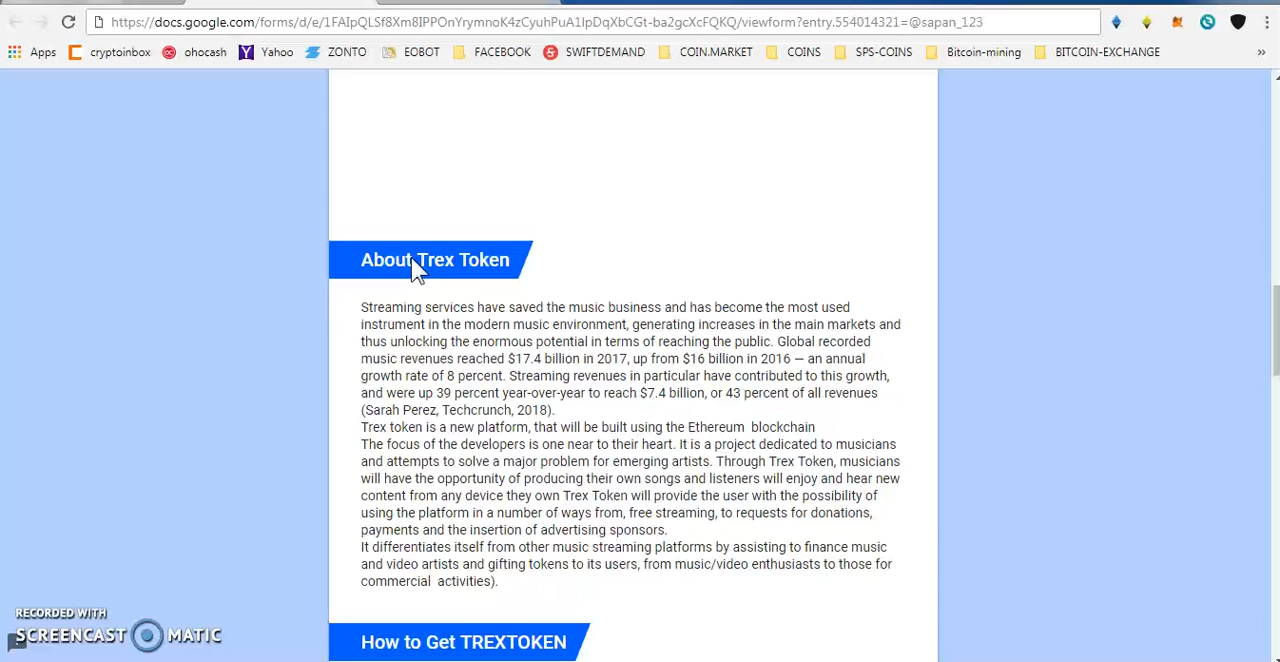 https://docs.google.com/forms/d/e/1FAIpQLSf8Xm8IPPOnYrymnoK4zCyuhPuA1IpDqXbCGt-ba2gcXcFQKQ/viewform?entry.554014321=@sapan_123
Apps cryptoinbox ohocash Yahoo ZONTO EOBOT FACEBOOK SWIFTDEMAND COIN.MARKET COINS SPS-COINS Bitcoin-mining BITCOIN-EXCHANGE »
About Trex Token
Streaming services have saved the music business and has become the most used
instrument in the modern music environment, generating increases in the main markets and
thus unlocking the enormous potential in terms of reaching the public. Global recorded
music revenues reached $17.4 billion in 2017, up from $16 billion in 2016 — an annual
growth rate of 8 percent. Streaming revenues in particular have contributed to this growth,
and were up 39 percent year-over-year to reach $7.4 billion, or 43 percent of all revenues
(Sarah Perez, Techcrunch, 2018).
Trex token is a new platform, that will be built using the Ethereum blockchain
The focus of the developers is one near to their heart. It is a project dedicated to musicians
and attempts to solve a major problem for emerging artists. Through Trex Token, musicians
will have the opportunity of producing their own songs and listeners will enjoy and hear new
content from any device they own Trex Token will provide the user with the possibility of
using the platform in a number of ways from, free streaming, to requests for donations,
payments and the insertion of advertising sponsors.
It differentiates itself from other music streaming platforms by assisting to finance music
and video artists and gifting tokens to its users, from music/video enthusiasts to those for
commercial activities).
How to Get TREXTOKEN
RECORDED WITH
SCREENCAST MATIC